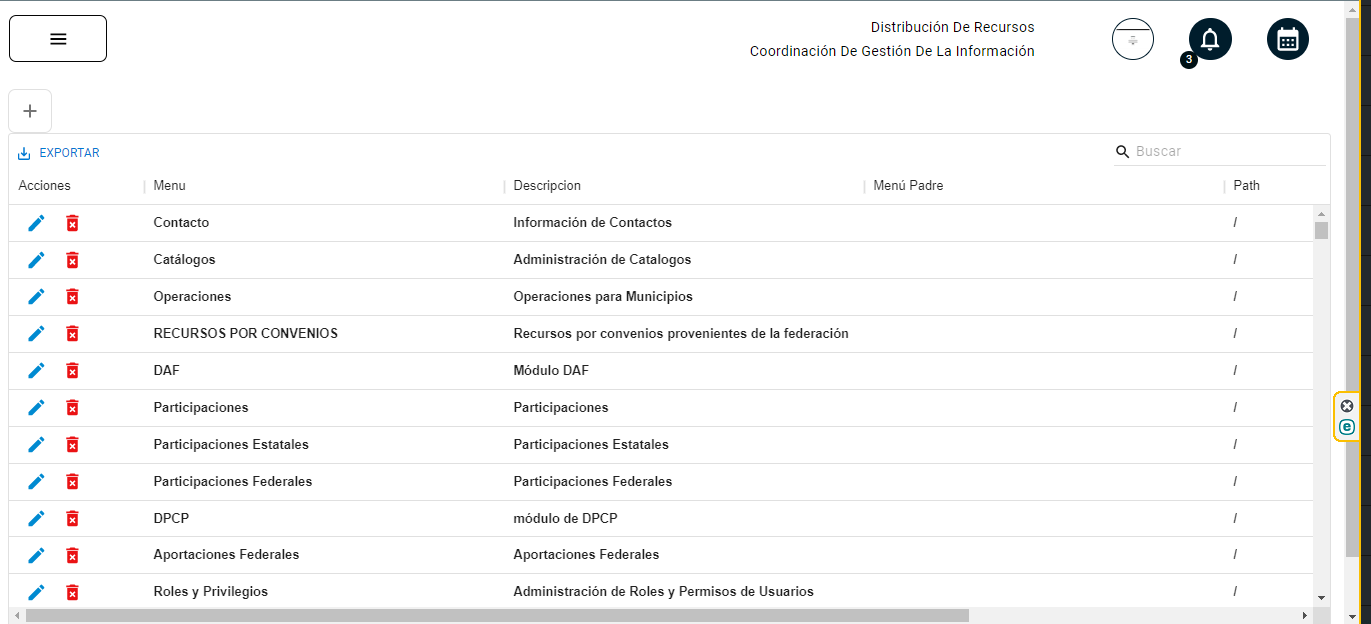 Distribución De Recursos
Coordinación De Gestión De La Información
3
EXPORTAR
Buscar
Acciones Menu Descripcion Menú Padre Path
Contacto Información de Contactos /
Catálogos Administración de Catalogos /
Operaciones Operaciones para Municipios /
RECURSOS POR CONVENIOS Recursos por convenios provenientes de la federación /
DAF Módulo DAF /
Participaciones Participaciones /
Participaciones Estatales Participaciones Estatales /
Participaciones Federales Participaciones Federales /
DPCP módulo de DPCP /
Aportaciones Federales Aportaciones Federales /
Roles y Privilegios Administración de Roles y Permisos de Usuarios /